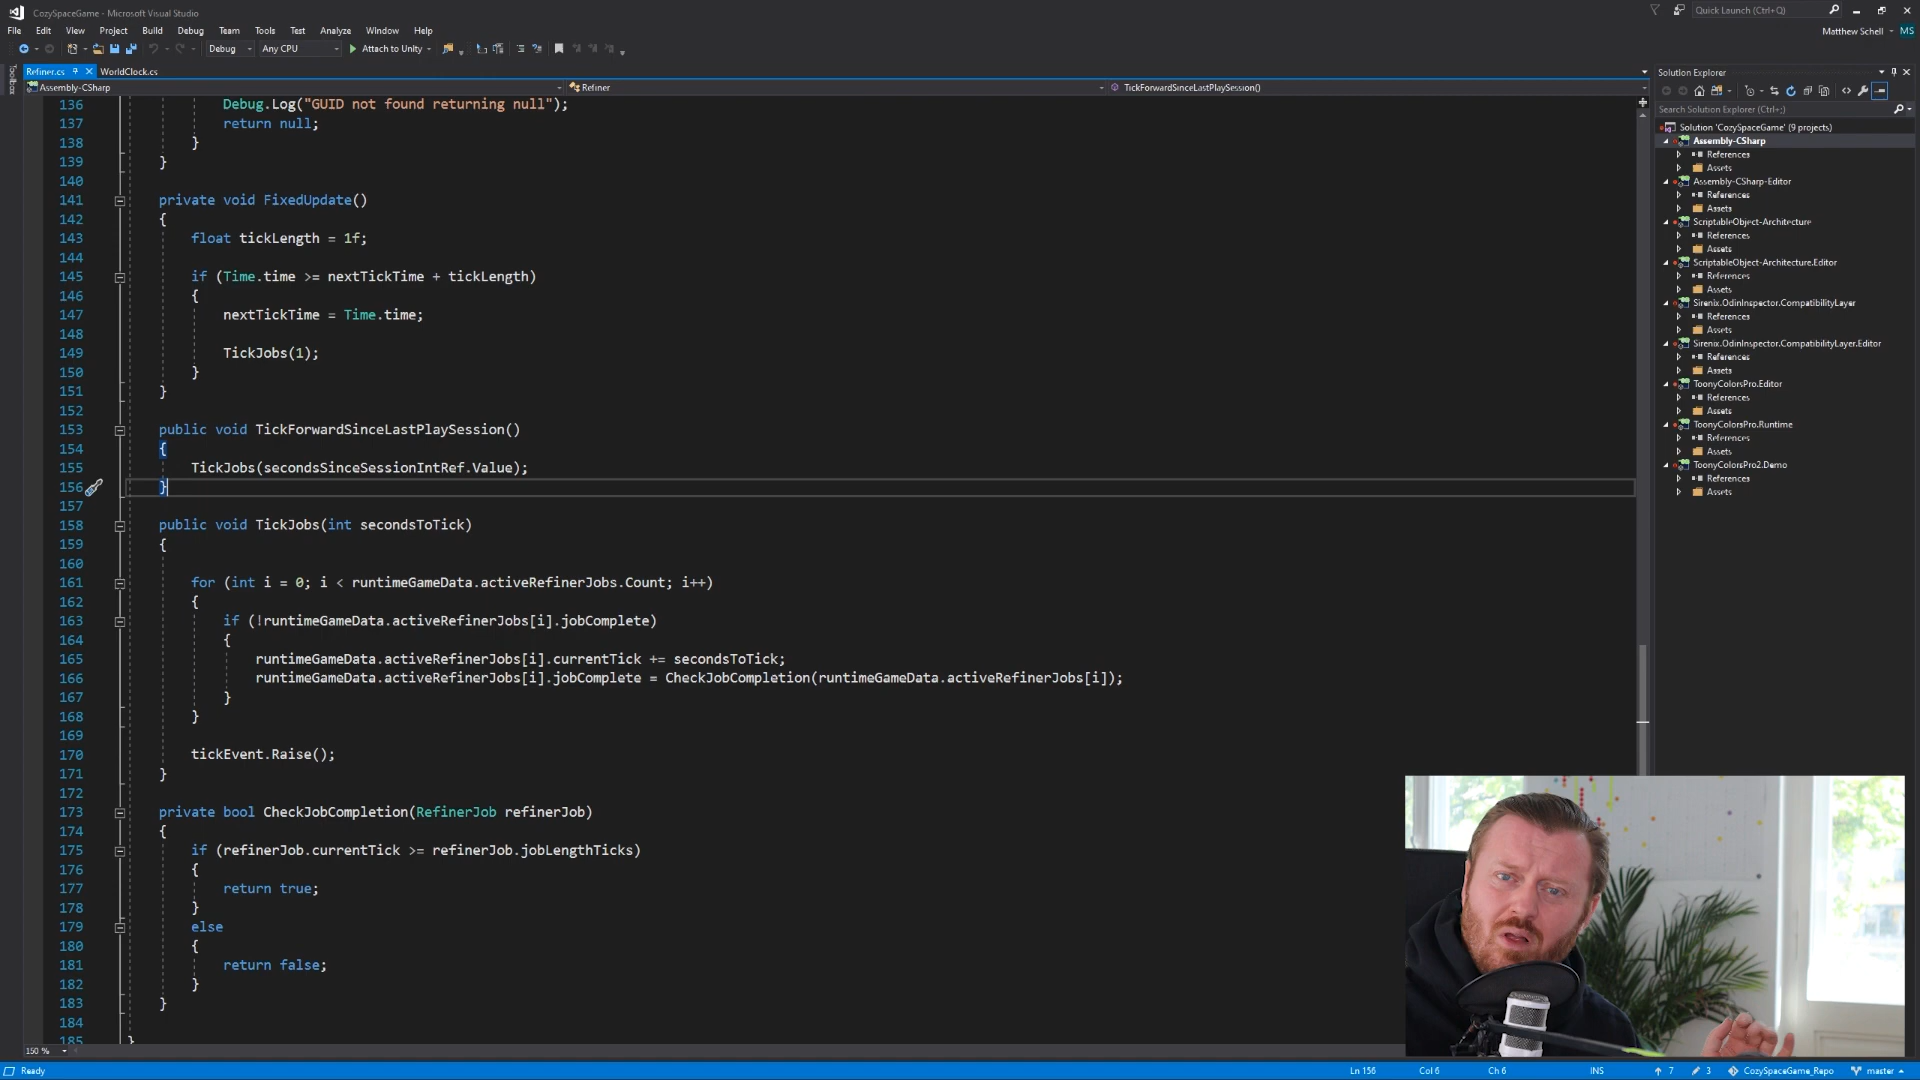 CozySpaceGame - Microsoft Visual Studio
Quick Launch (Ctrl+Q)
File Edit View Project Build Debug Team Tools Test Analyze Window Help
Matthew Schell MS
Debug Any CPU Attach to Unity
Toolbox
Refiner.cs WorldClock.cs
Assembly-CSharp Refiner TickForwardSinceLastPlaySession()
136 Debug.Log("GUID not found returning null");
137 return null;
138 }
139 }
140
141 private void FixedUpdate()
142 {
143 float tickLength = 1f;
144
145 if (Time.time >= nextTickTime + tickLength)
146 {
147 nextTickTime = Time.time;
148
149 TickJobs(1);
150 }
151 }
152
153 public void TickForwardSinceLastPlaySession()
154 {
155 TickJobs(secondsSinceSessionIntRef.Value);
156 }
157
158 public void TickJobs(int secondsToTick)
159 {
160
161 for (int i = 0; i < runtimeGameData.activeRefinerJobs.Count; i++)
162 {
163 if (!runtimeGameData.activeRefinerJobs[i].jobComplete)
164 {
165 runtimeGameData.activeRefinerJobs[i].currentTick += secondsToTick;
166 runtimeGameData.activeRefinerJobs[i].jobComplete = CheckJobCompletion(runtimeGameData.activeRefinerJobs[i]);
167 }
168 }
169
170 tickEvent.Raise();
171 }
172
173 private bool CheckJobCompletion(RefinerJob refinerJob)
174 {
175 if (refinerJob.currentTick >= refinerJob.jobLengthTicks)
176 {
177 return true;
178 }
179 else
180 {
181 return false;
182 }
183 }
184
185 }
150 %
Solution Explorer
Search Solution Explorer (Ctrl+;)
Solution 'CozySpaceGame' (9 projects)
Assembly-CSharp
References
Assets
Assembly-CSharp-Editor
References
Assets
ScriptableObject-Architecture
References
Assets
ScriptableObject-Architecture.Editor
References
Assets
Sirenix.OdinInspector.CompatibilityLayer
References
Assets
Sirenix.OdinInspector.CompatibilityLayer.Editor
References
Assets
ToonyColorsPro.Editor
References
Assets
ToonyColorsPro.Runtime
References
Assets
ToonyColorsPro2.Demo
References
Assets
Ready Ln 156 Col 6 Ch 6 INS 7 3 CozySpaceGame_Repo master